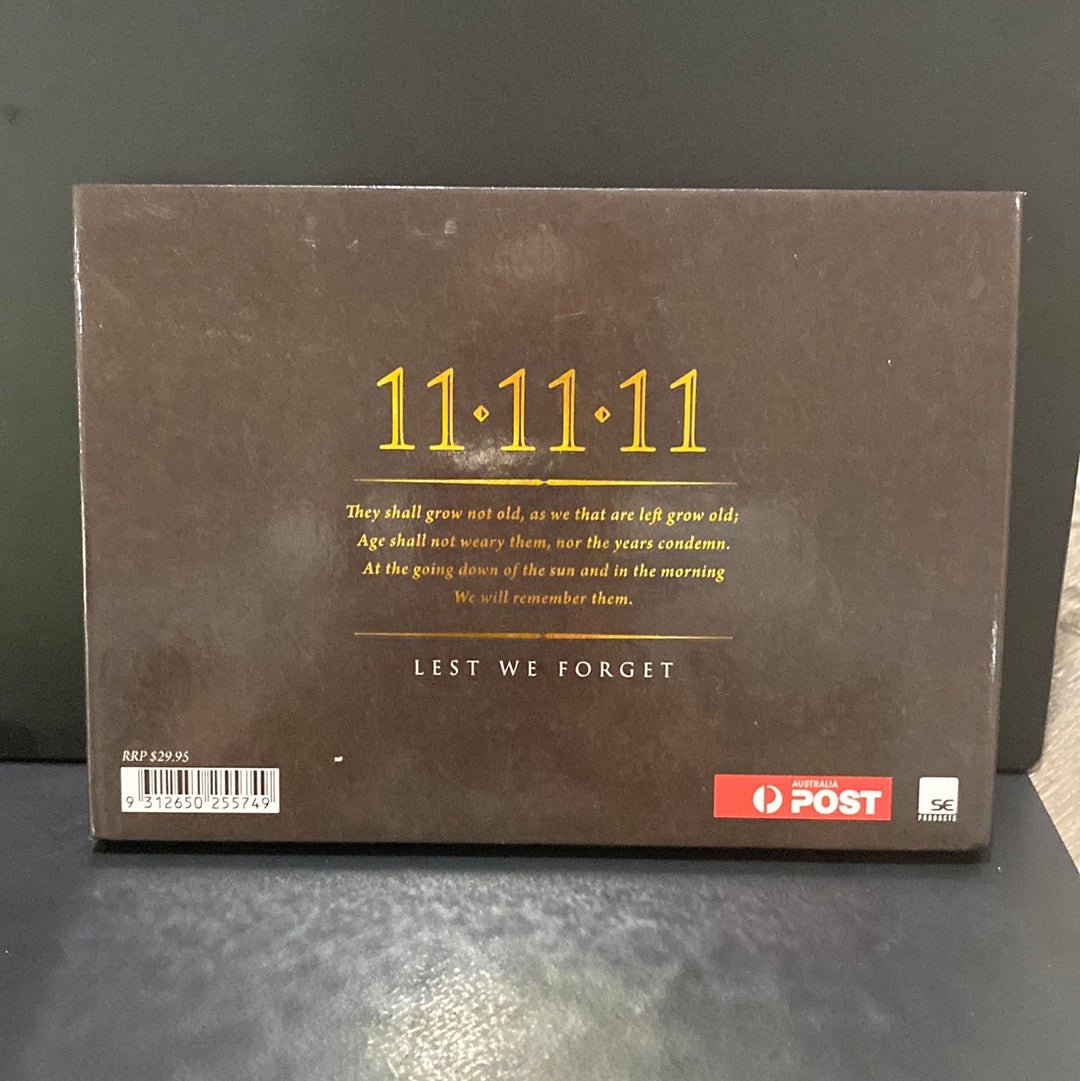 11·11·11
They shall grow not old, as we that are left grow old;
Age shall not weary them, nor the years condemn.
At the going down of the sun and in the morning
We will remember them.
LEST WE FORGET
RRP $29.95
9 312650 255749
AUSTRALIA
POST
SE
PRODUCTS